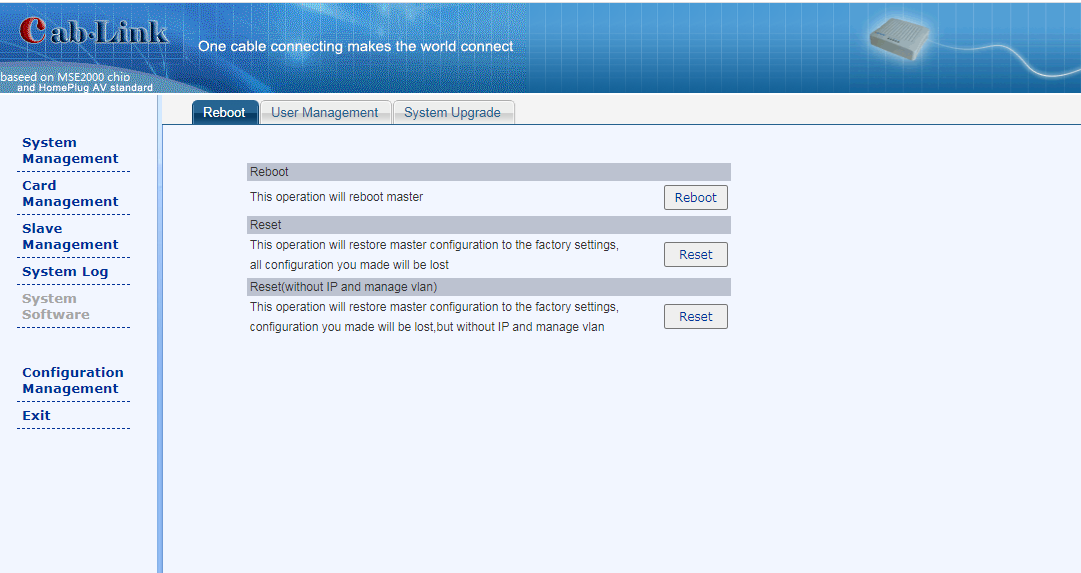 Cab-Link
One cable connecting makes the world connect
baseed on MSE2000 chip
and HomePlug AV standard
Reboot
User Management
System Upgrade
System
Management
Card
Management
Slave
Management
System Log
System
Software
Configuration
Management
Exit
Reboot
This operation will reboot master
Reboot
Reset
This operation will restore master configuration to the factory settings,
all configuration you made will be lost
Reset
Reset(without IP and manage vlan)
This operation will restore master configuration to the factory settings,
configuration you made will be lost,but without IP and manage vlan
Reset